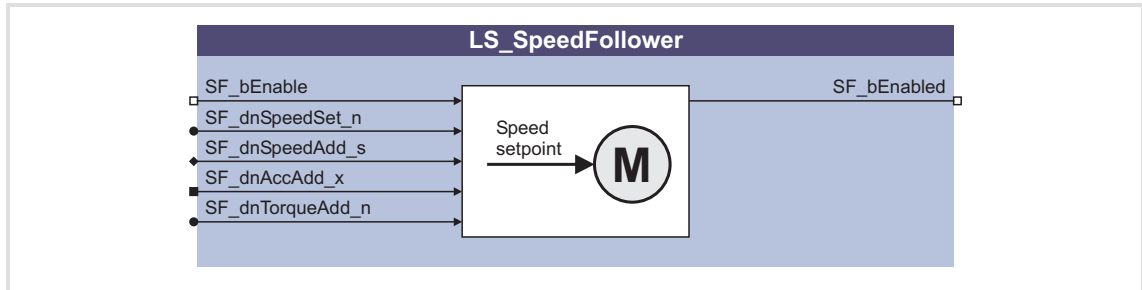 LS_SpeedFollower
SF_bEnable
SF_bEnabled
SF_dnSpeedSet_n
SF_dnSpeedAdd_s
SF_dnAccAdd_x
SF_dnTorqueAdd_n
Speed
setpoint
M